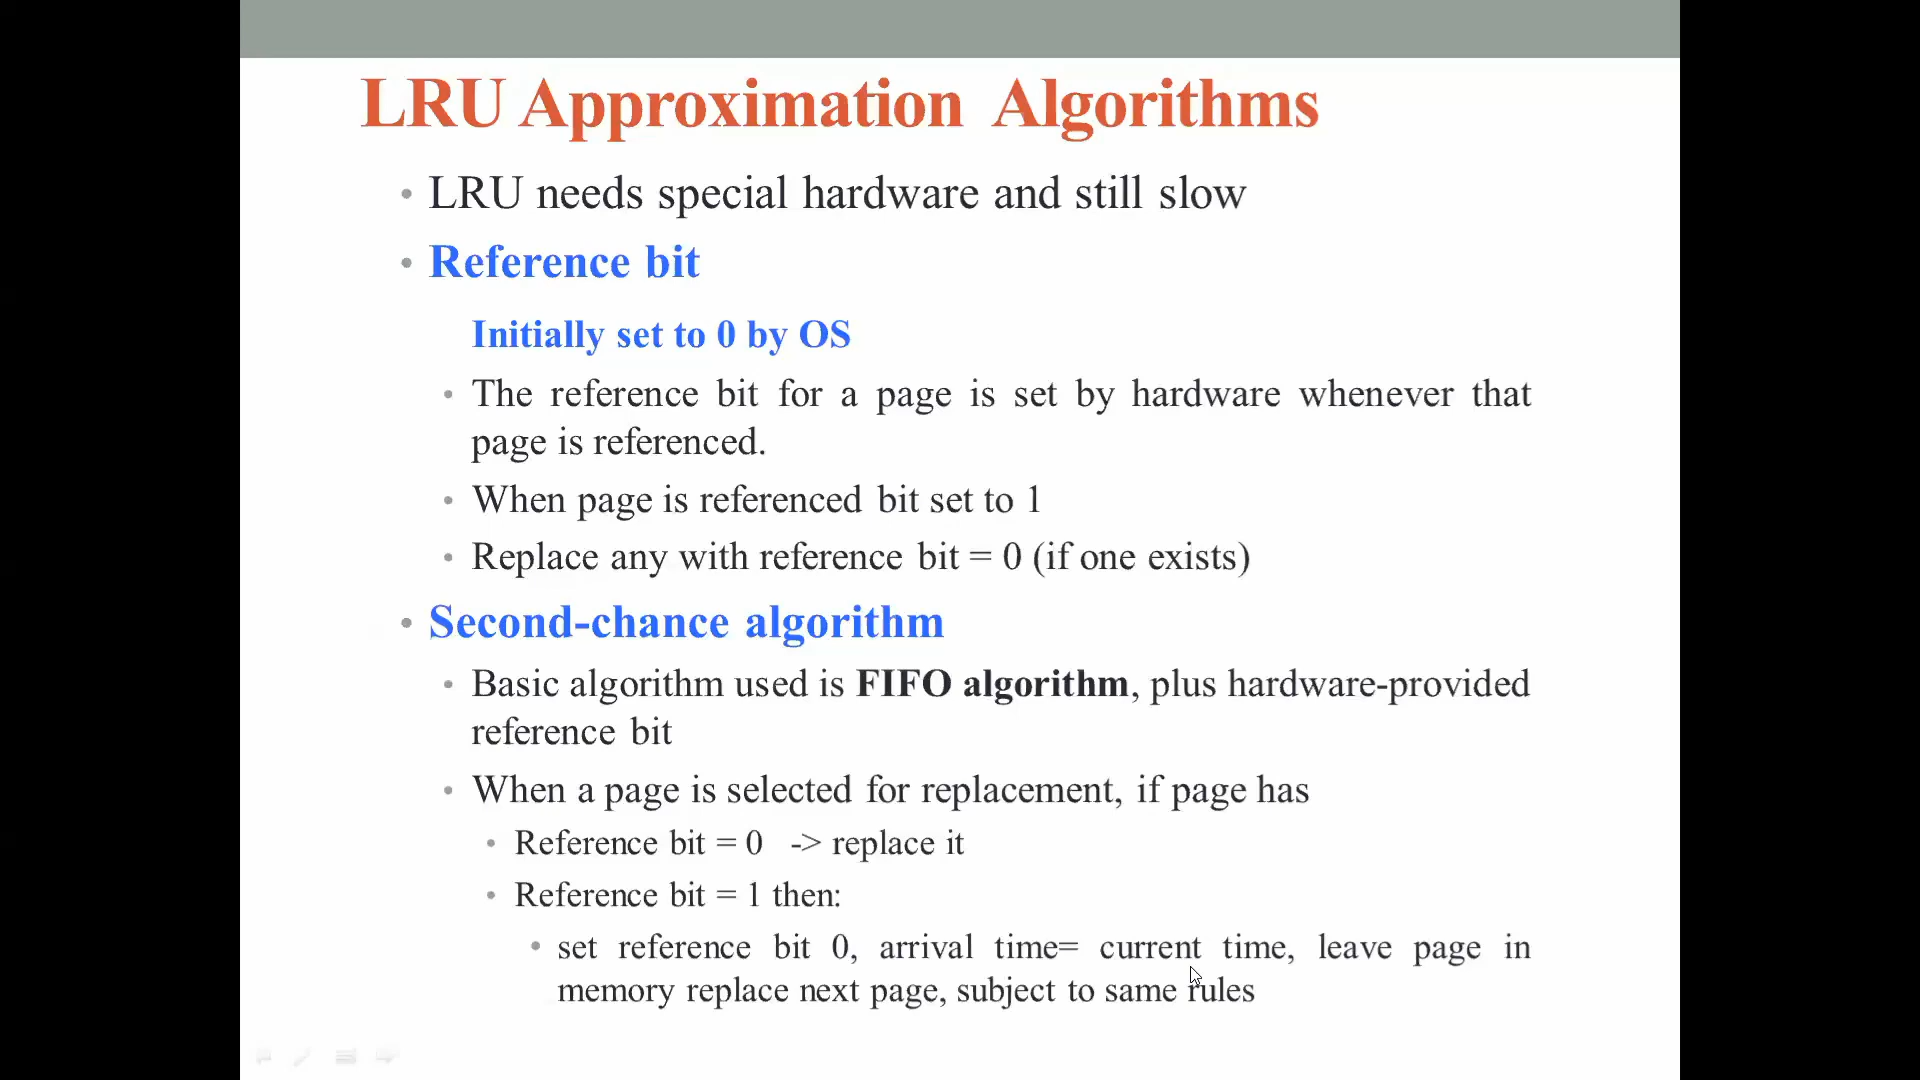 LRU Approximation Algorithms
• LRU needs special hardware and still slow
• Reference bit
Initially set to 0 by OS
• The reference bit for a page is set by hardware whenever that
page is referenced.
• When page is referenced bit set to 1
• Replace any with reference bit = 0 (if one exists)
• Second-chance algorithm
• Basic algorithm used is FIFO algorithm, plus hardware-provided
reference bit
• When a page is selected for replacement, if page has
• Reference bit = 0 -> replace it
• Reference bit = 1 then:
• set reference bit 0, arrival time= current time, leave page in
memory replace next page, subject to same rules